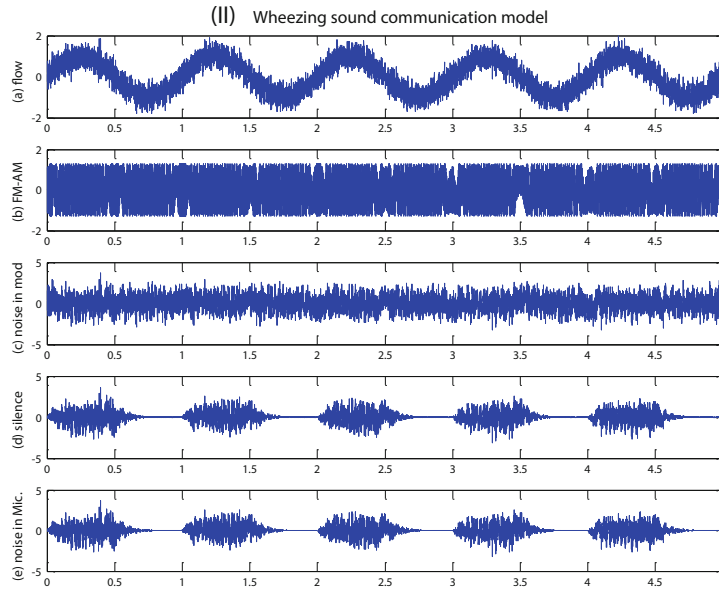 (II) Wheezing sound communication model
(a) flow
2
0
-2
0 0.5 1 1.5 2 2.5 3 3.5 4 4.5
(b) FM-AM
2
0
-2
0 0.5 1 1.5 2 2.5 3 3.5 4 4.5
(c) noise in mod
5
0
-5
0 0.5 1 1.5 2 2.5 3 3.5 4 4.5
(d) silence
5
0
-5
0 0.5 1 1.5 2 2.5 3 3.5 4 4.5
(e) noise in Mic.
5
0
-5
0 0.5 1 1.5 2 2.5 3 3.5 4 4.5